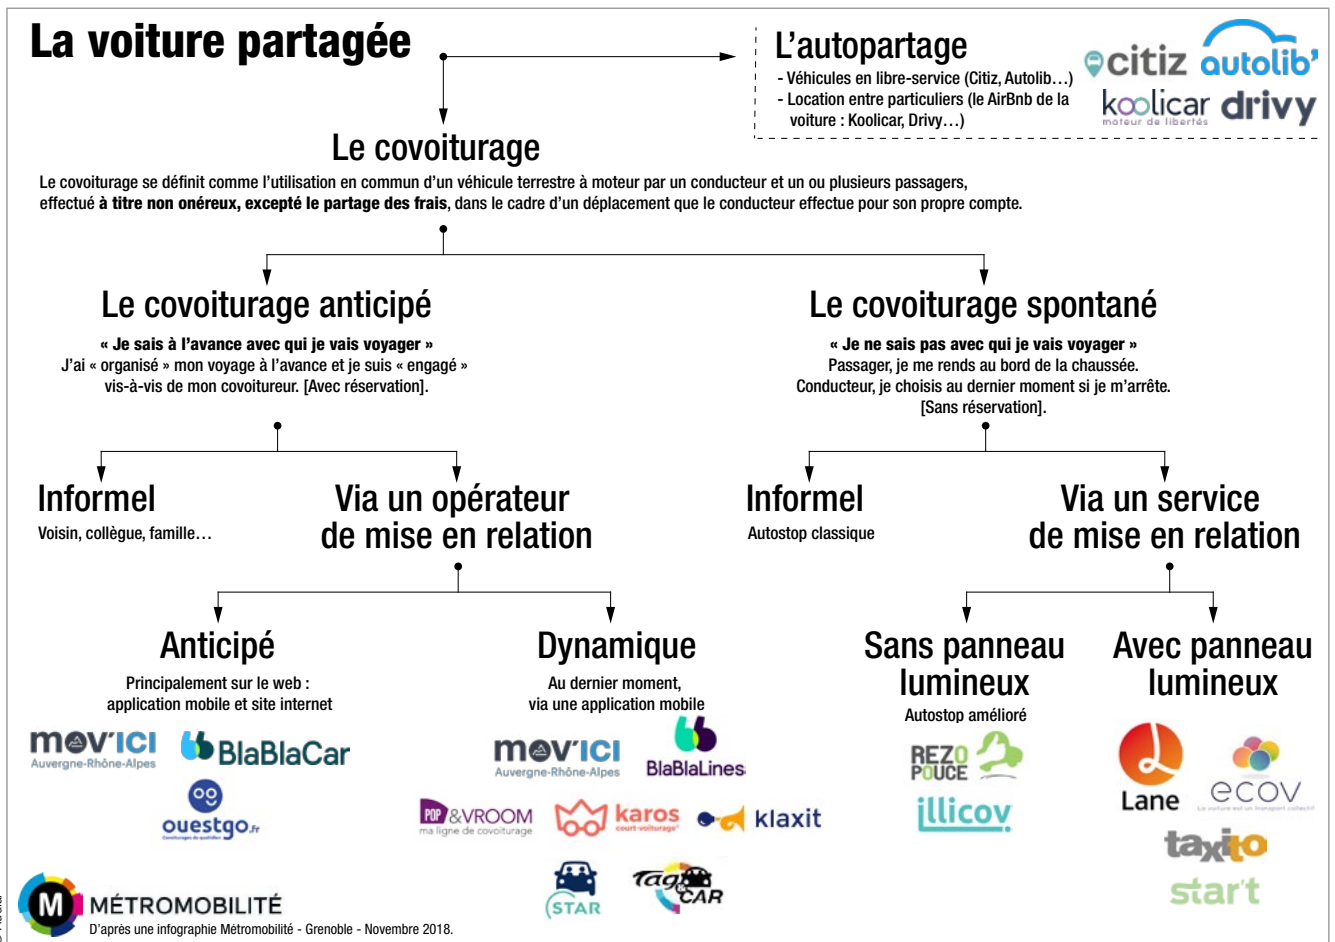 La voiture partagée
L'autopartage
- Véhicules en libre-service (Citiz, Autolib…)
- Location entre particuliers (le AirBnb de la
voiture : Koolicar, Drivy…)
citiz
autolib'
koolicar
moteur de libertés
drivy
Le covoiturage
Le covoiturage se définit comme l'utilisation en commun d'un véhicule terrestre à moteur par un conducteur et un ou plusieurs passagers,
effectué à titre non onéreux, excepté le partage des frais, dans le cadre d'un déplacement que le conducteur effectue pour son propre compte.
Le covoiturage anticipé
« Je sais à l'avance avec qui je vais voyager »
J'ai « organisé » mon voyage à l'avance et je suis « engagé »
vis-à-vis de mon covoitureur. [Avec réservation].
Le covoiturage spontané
« Je ne sais pas avec qui je vais voyager »
Passager, je me rends au bord de la chaussée.
Conducteur, je choisis au dernier moment si je m'arrête.
[Sans réservation].
Informel
Voisin, collègue, famille…
Via un opérateur
de mise en relation
Informel
Autostop classique
Via un service
de mise en relation
Anticipé
Principalement sur le web :
application mobile et site internet
mov'ici
Auvergne-Rhône-Alpes
BlaBlaCar
ouestgo.fr
Covoiturages du quotidien
Dynamique
Au dernier moment,
via une application mobile
mov'ici
Auvergne-Rhône-Alpes
BlaBlaLines
POP &VROOM
ma ligne de covoiturage
karos
court-voiturage
klaxit
STAR
Tag
CAR
Sans panneau
lumineux
Autostop amélioré
REZO
POUCE
illicov
Avec panneau
lumineux
Lane
ecov
La voiture est un transport collectif
taxito
star't
M MÉTROMOBILITÉ
D'après une infographie Métromobilité - Grenoble - Novembre 2018.